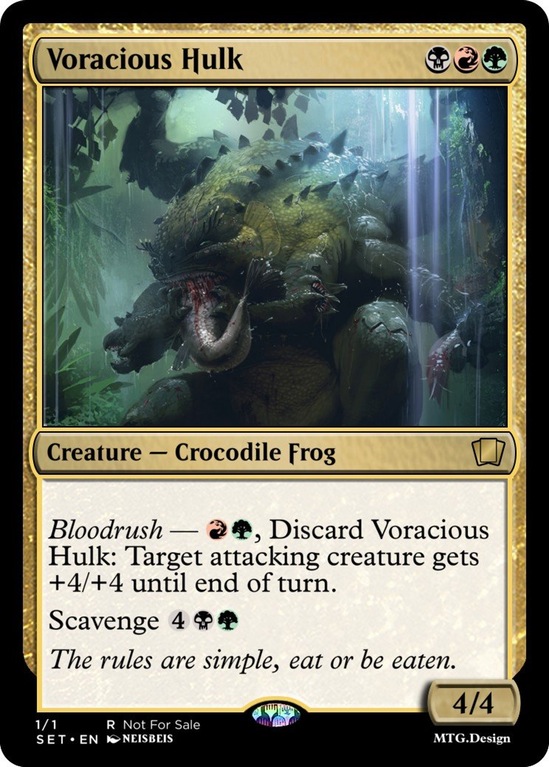 Voracious Hulk
Creature — Crocodile Frog
Bloodrush — , Discard Voracious
Hulk: Target attacking creature gets
+4/+4 until end of turn.
Scavenge 4
The rules are simple, eat or be eaten.
4/4
1/1 R Not For Sale
SET • EN NEISBEIS
MTG.Design